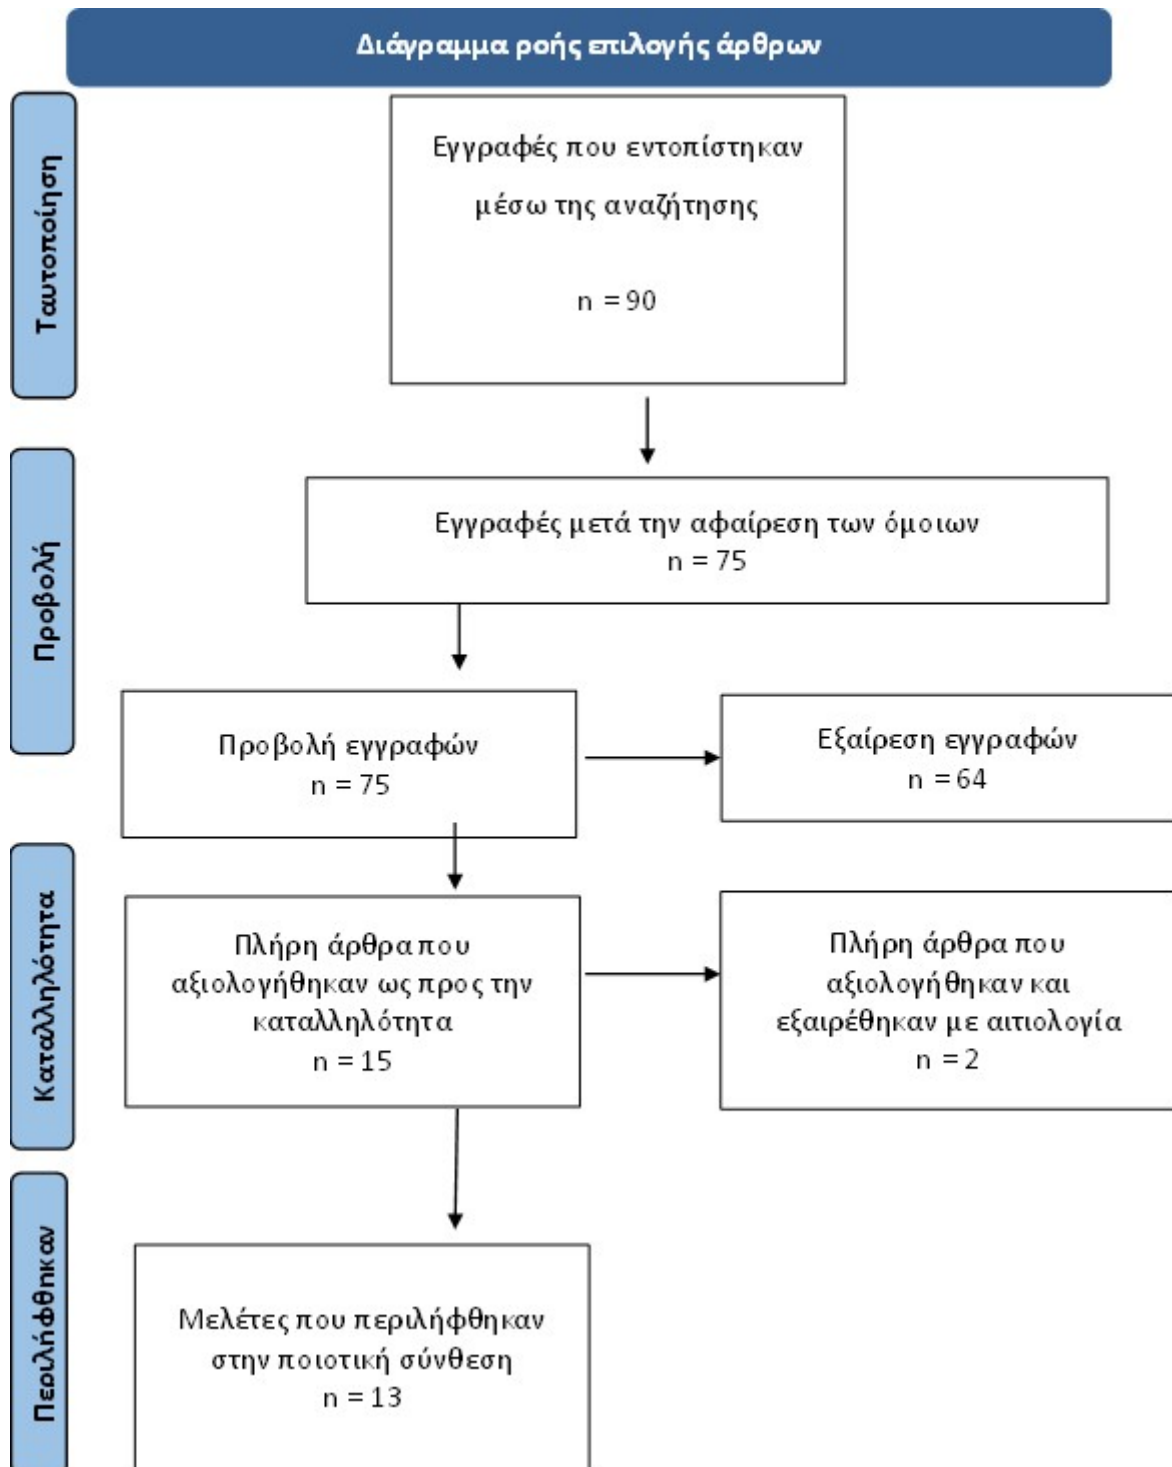 Διάγραμμα ροής επιλογής άρθρων
Ταυτοποίηση
Εγγραφές που εντοπίστηκαν
μέσω της αναζήτησης
n = 90
Προβολή
Εγγραφές μετά την αφαίρεση των όμοιων
n = 75
Προβολή εγγραφών
n = 75
Εξαίρεση εγγραφών
n = 64
Καταλληλότητα
Πλήρη άρθρα που
αξιολογήθηκαν ως προς την
καταλληλότητα
n = 15
Πλήρη άρθρα που
αξιολογήθηκαν και
εξαιρέθηκαν με αιτιολογία
n = 2
Περιλήφθηκαν
Μελέτες που περιλήφθηκαν
στην ποιοτική σύνθεση
n = 13